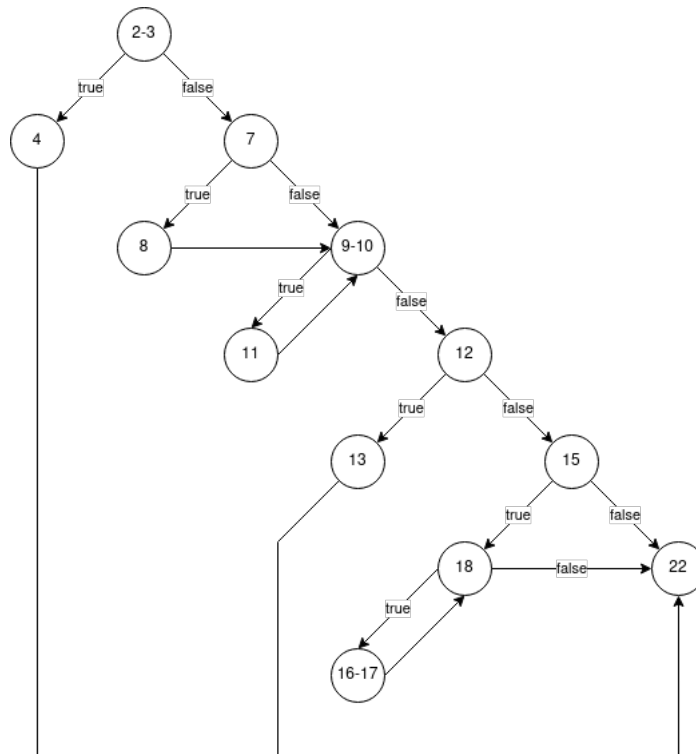 2-3
true
false
4
7
true
false
8
9-10
true
false
11
12
true
false
13
15
true
false
18
false
22
true
16-17